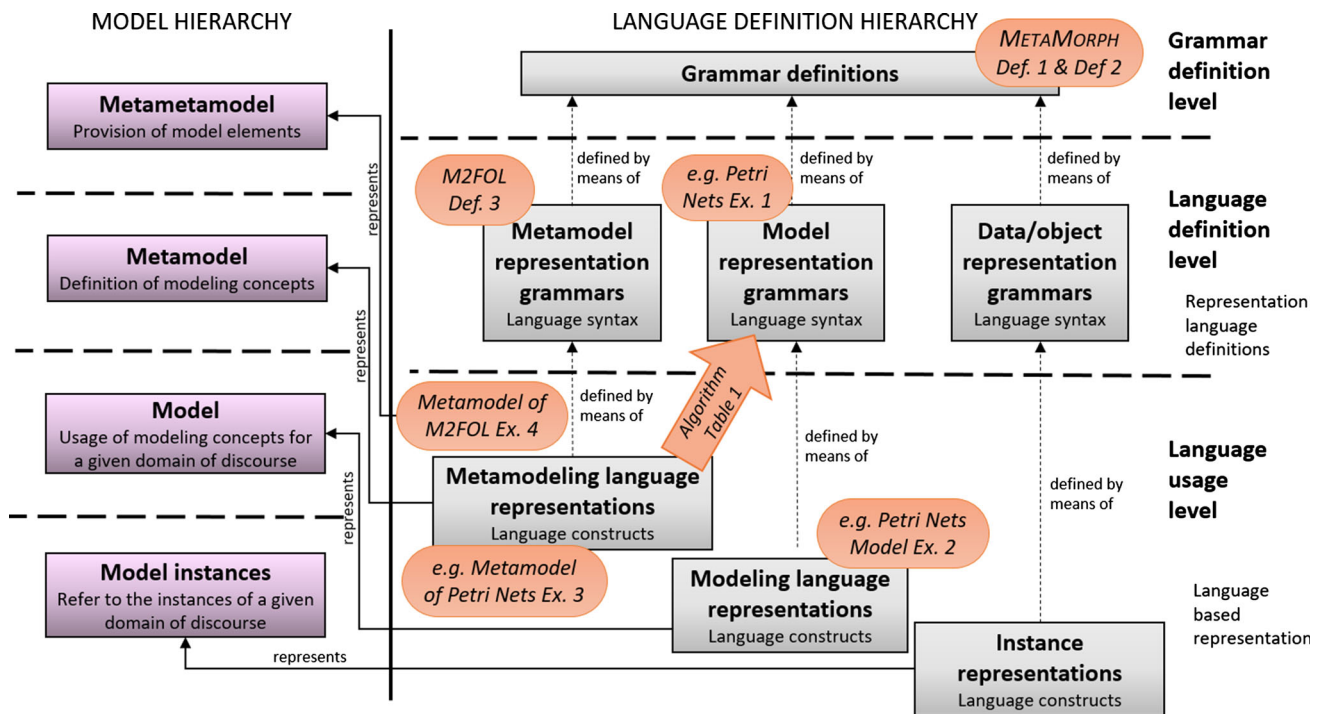 MODEL HIERARCHY
LANGUAGE DEFINITION HIERARCHY
METAMORPH
Def. 1 & Def 2
Grammar
definition
level
Grammar definitions
Metametamodel
Provision of model elements
represents
defined by
means of
defined by
means of
defined by
means of
M2FOL
Def. 3
e.g. Petri
Nets Ex. 1
Language
definition
level
Metamodel
representation
grammars
Language syntax
Model
representation
grammars
Language syntax
Data/object
representation
grammars
Language syntax
Representation
language
definitions
Metamodel
Definition of modeling concepts
represents
Algorithm
Table 1
defined by
means of
defined by
means of
defined by
means of
Metamodel of
M2FOL Ex. 4
Model
Usage of modeling concepts for
a given domain of discourse
represents
Language
usage
level
Metamodeling language
representations
Language constructs
e.g. Petri Nets
Model Ex. 2
e.g. Metamodel
of Petri Nets Ex. 3
Model instances
Refer to the instances of a given
domain of discourse
Modeling language
representations
Language constructs
Language
based
representation
represents
Instance
representations
Language constructs